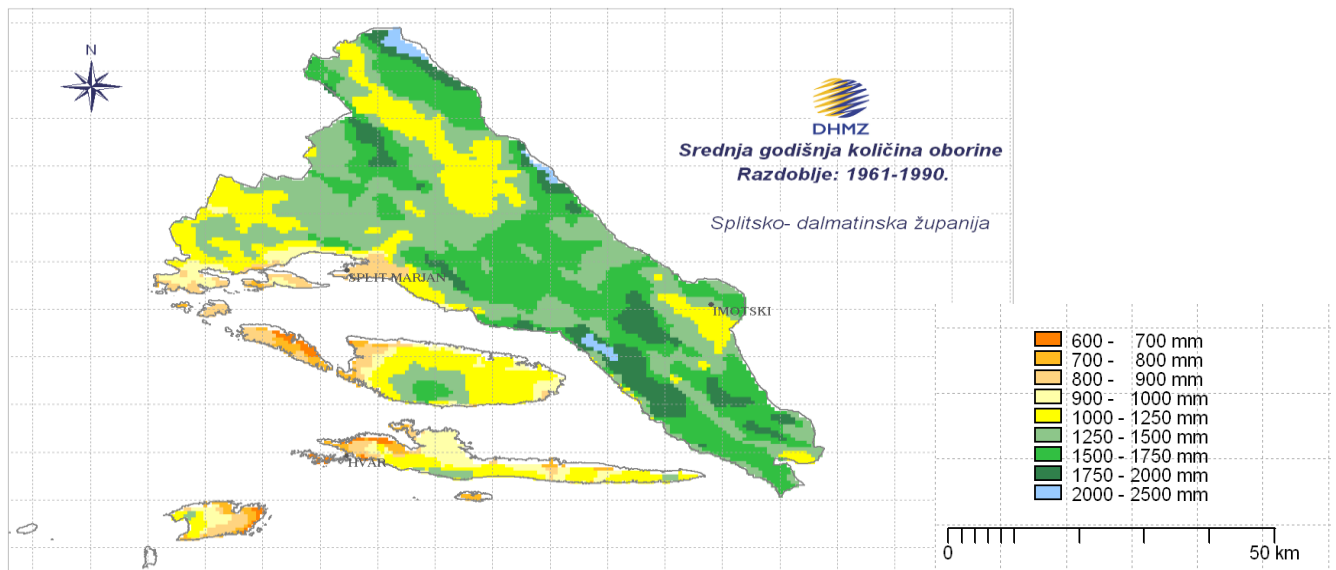 N
DHMZ
Srednja godišnja količina oborine
Razdoblje: 1961-1990.
Splitsko- dalmatinska županija
SPLIT-MARJAN
IMOTSKI
HVAR
600 - 700 mm
700 - 800 mm
800 - 900 mm
900 - 1000 mm
1000 - 1250 mm
1250 - 1500 mm
1500 - 1750 mm
1750 - 2000 mm
2000 - 2500 mm
0 50 km